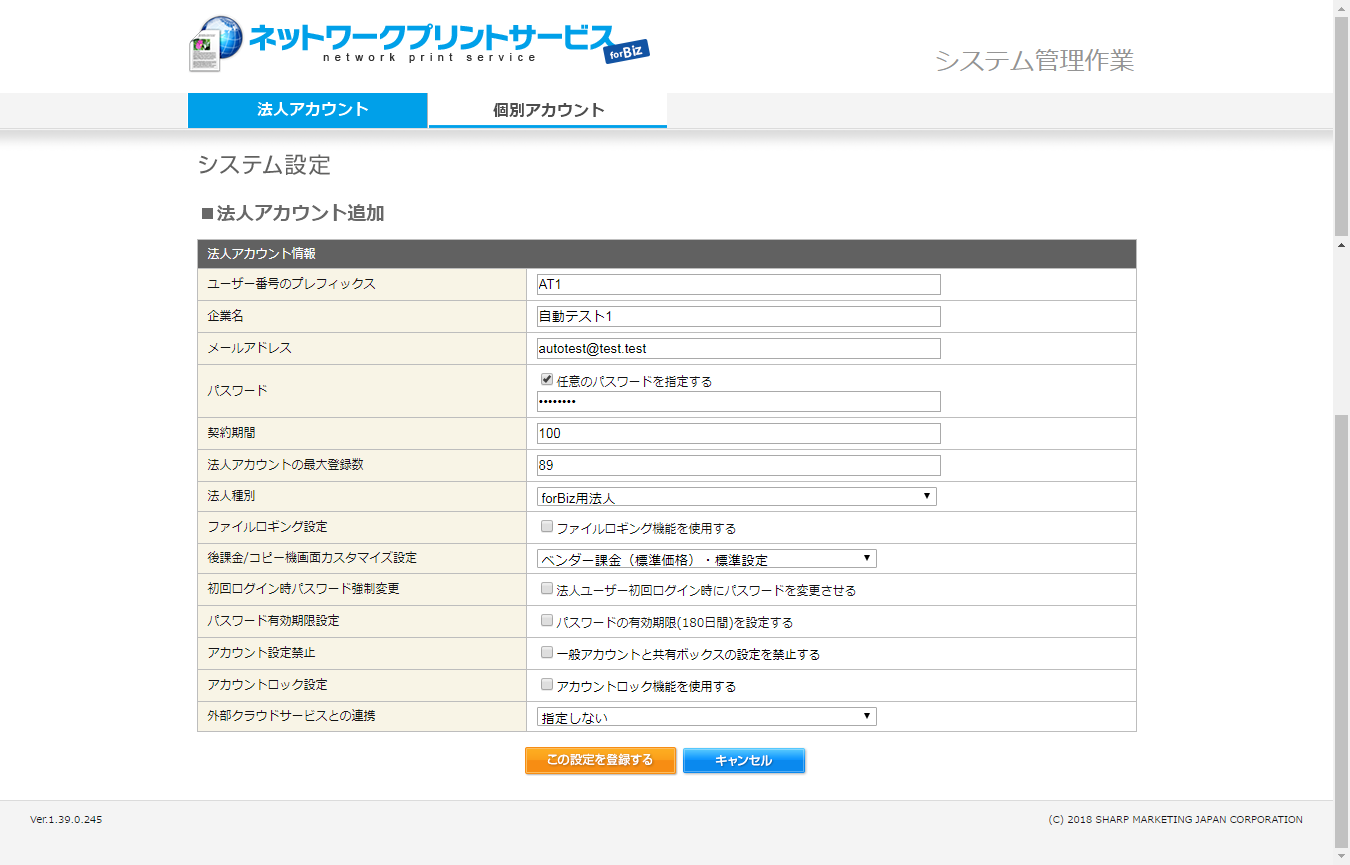 ネットワークプリントサービス forBiz
network print service
システム管理作業
法人アカウント 個別アカウント
システム設定
■法人アカウント追加
法人アカウント情報
ユーザー番号のプレフィックス AT1
企業名 自動テスト1
メールアドレス autotest@test.test
パスワード
任意のパスワードを指定する
••••••••
契約期間 100
法人アカウントの最大登録数 89
法人種別 forBiz用法人
ファイルロギング設定 ファイルロギング機能を使用する
後課金/コピー機画面カスタマイズ設定 ベンダー課金（標準価格）・標準設定
初回ログイン時パスワード強制変更 法人ユーザー初回ログイン時にパスワードを変更させる
パスワード有効期限設定 パスワードの有効期限(180日間)を設定する
アカウント設定禁止 一般アカウントと共有ボックスの設定を禁止する
アカウントロック設定 アカウントロック機能を使用する
外部クラウドサービスとの連携 指定しない
この設定を登録する キャンセル
Ver.1.39.0.245 (C) 2018 SHARP MARKETING JAPAN CORPORATION